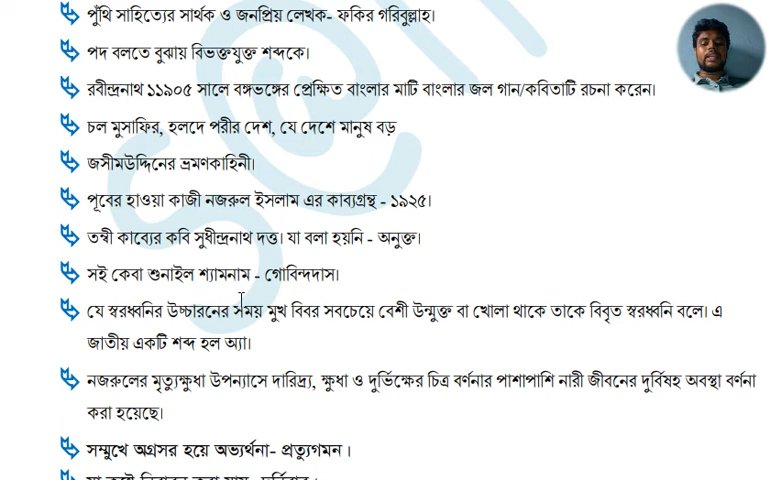 পুঁথি সাহিত্যের সার্থক ও জনপ্রিয় লেখক- ফকির গরিবুল্লাহ।
পদ বলতে বুঝায় বিভক্তযুক্ত শব্দকে।
রবীন্দ্রনাথ ১১৯০৫ সালে বঙ্গভঙ্গের প্রেক্ষিত বাংলার মাটি বাংলার জল গান/কবিতাটি রচনা করেন।
চল মুসাফির, হলদে পরীর দেশ, যে দেশে মানুষ বড়
জসীমউদ্দিনের ভ্রমণকাহিনী।
পূবের হাওয়া কাজী নজরুল ইসলাম এর কাব্যগ্রন্থ - ১৯২৫।
তন্বী কাব্যের কবি সুধীন্দ্রনাথ দত্ত। যা বলা হয়নি - অনুক্ত।
সই কেবা শুনাইল শ্যামনাম - গোবিন্দদাস।
যে স্বরধ্বনির উচ্চারনের সময় মুখ বিবর সবচেয়ে বেশী উন্মুক্ত বা খোলা থাকে তাকে বিবৃত স্বরধ্বনি বলে। এ
জাতীয় একটি শব্দ হল অ্যা।
নজরুলের মৃত্যুক্ষুধা উপন্যাসে দারিদ্র্য, ক্ষুধা ও দুর্ভিক্ষের চিত্র বর্ণনার পাশাপাশি নারী জীবনের দুর্বিষহ অবস্থা বর্ণনা
করা হয়েছে।
সম্মুখে অগ্রসর হয়ে অভ্যর্থনা- প্রত্যুগমন।